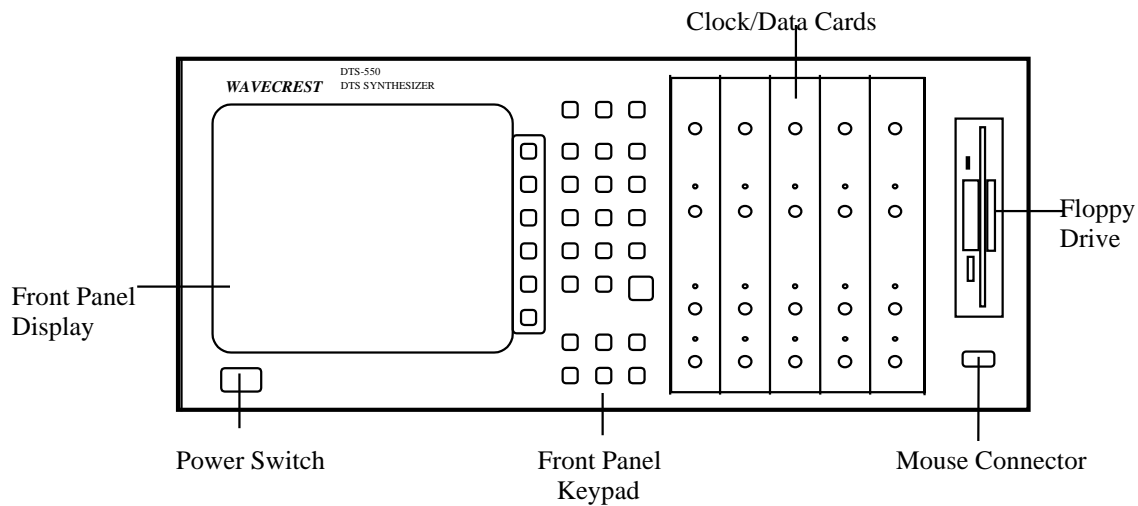 Clock/Data Cards
DTS-550
WAVECREST DTS SYNTHESIZER
Floppy
Drive
Front Panel
Display
Power Switch
Front Panel
Keypad
Mouse Connector